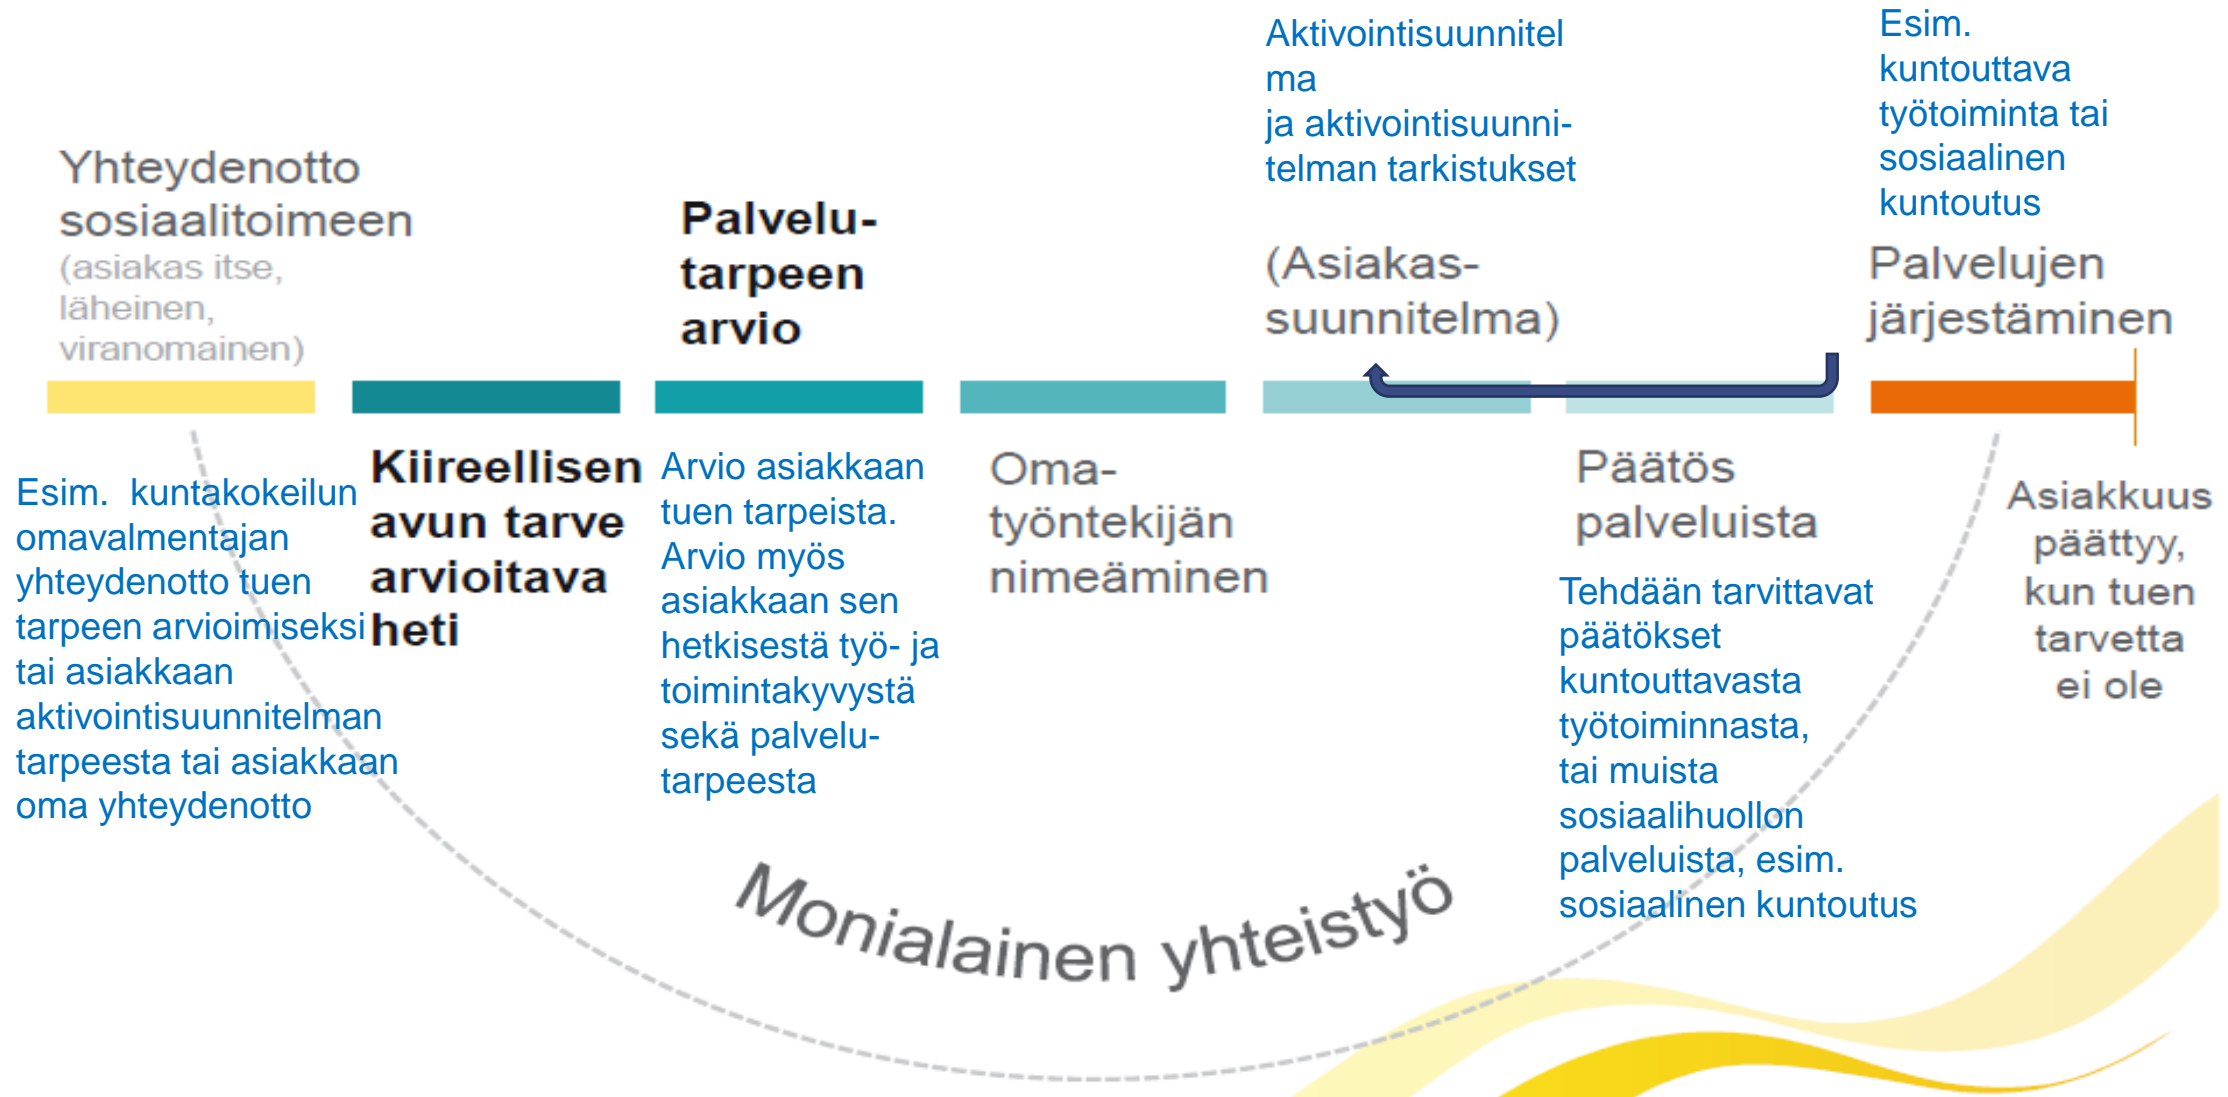 Yhteydenotto
sosiaalitoimeen
(asiakas itse,
läheinen,
viranomainen)
Esim.  kuntakokeilun
omavalmentajan
yhteydenotto tuen
tarpeen arvioimiseksi
tai asiakkaan
aktivointisuunnitelman
tarpeesta tai asiakkaan
oma yhteydenotto
Kiireellisen
avun tarve
arvioitava
heti
Palvelu-
tarpeen
arvio
Arvio asiakkaan
tuen tarpeista.
Arvio myös
asiakkaan sen
hetkisestä työ- ja
toimintakyvystä
sekä palvelu-
tarpeesta
Oma-
työntekijän
nimeäminen
Aktivointisuunnitel
ma
ja aktivointisuunni-
telman tarkistukset
(Asiakas-
suunnitelma)
Päätös
palveluista
Tehdään tarvittavat
päätökset
kuntouttavasta
työtoiminnasta,
tai muista
sosiaalihuollon
palveluista, esim.
sosiaalinen kuntoutus
Esim.
kuntouttava
työtoiminta tai
sosiaalinen
kuntoutus
Palvelujen
järjestäminen
Asiakkuus
päättyy,
kun tuen
tarvetta
ei ole
Monialainen yhteistyö